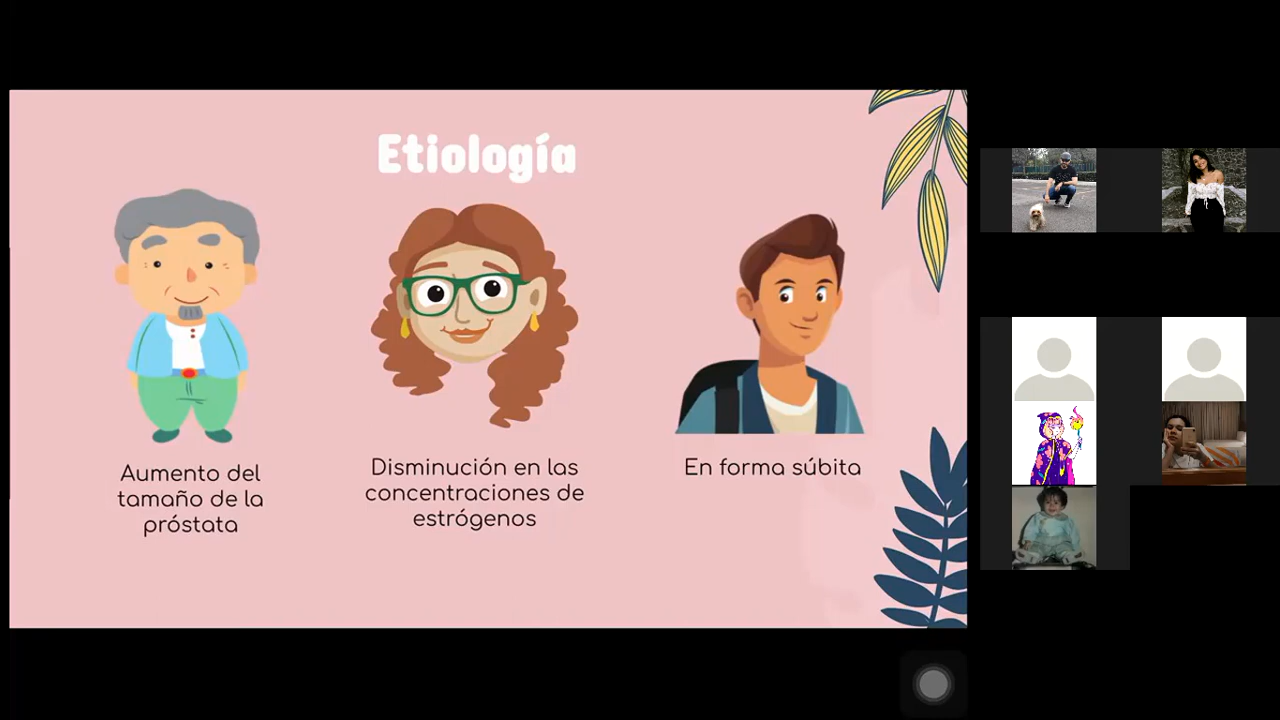 Etiología
Aumento del
tamaño de la
próstata
Disminución en las
concentraciones de
estrógenos
En forma súbita